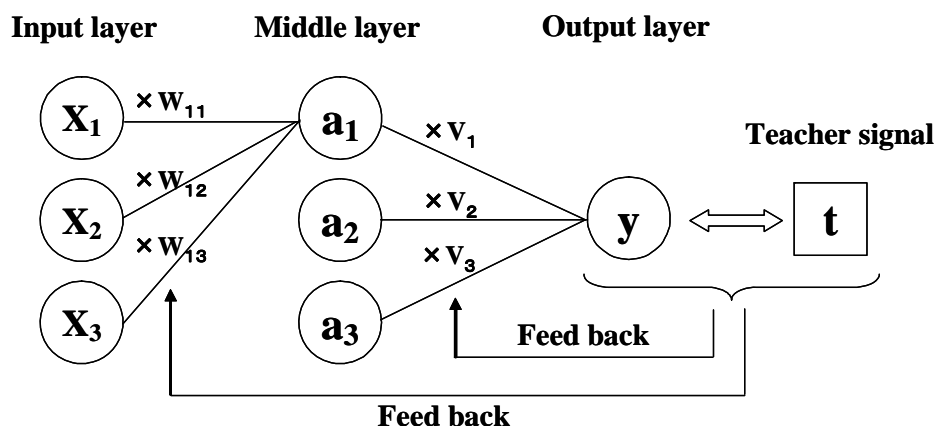 Input layer
Middle layer
Output layer
X₁
× W₁₁
a₁
× V₁
Teacher signal
× W₁₂
X₂
a₂
× V₂
y
t
× W₁₃
× V₃
X₃
a₃
Feed back
Feed back